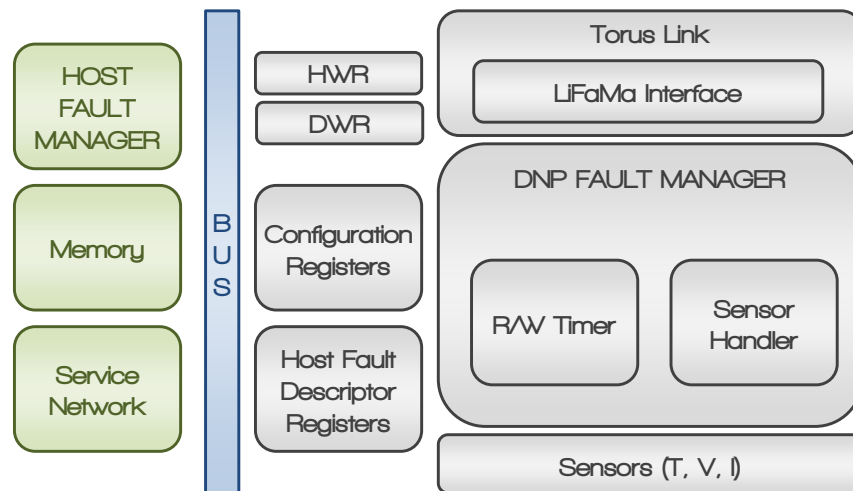 HOST
FAULT
MANAGER
Memory
Service
Network
B
U
S
HWR
DWR
Configuration
Registers
Host Fault
Descriptor
Registers
Torus Link
LiFaMa Interface
DNP FAULT MANAGER
R/W Timer
Sensor
Handler
Sensors (T, V, I)